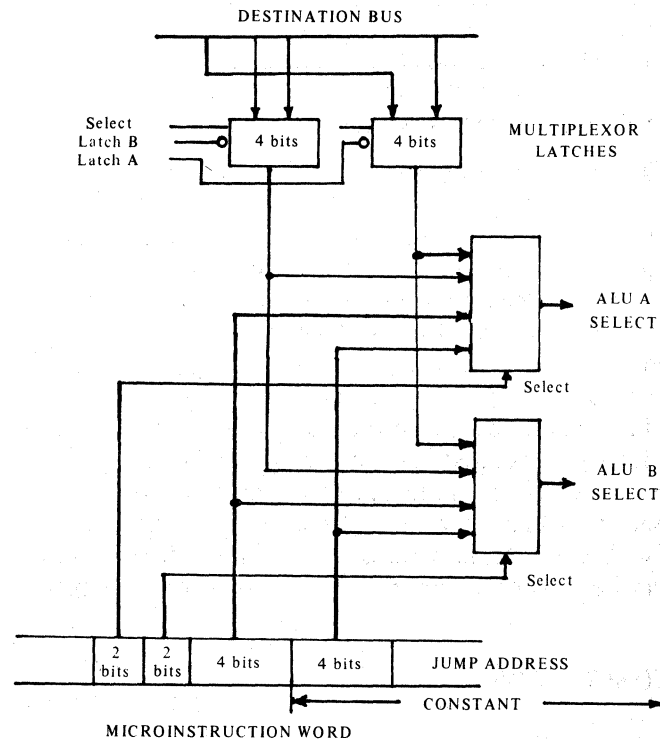 DESTINATION BUS
Select
Latch B
Latch A
4 bits
4 bits
MULTIPLEXOR
LATCHES
ALU A
SELECT
Select
ALU B
SELECT
Select
2
bits
2
bits
4 bits
4 bits
JUMP ADDRESS
CONSTANT
MICROINSTRUCTION WORD